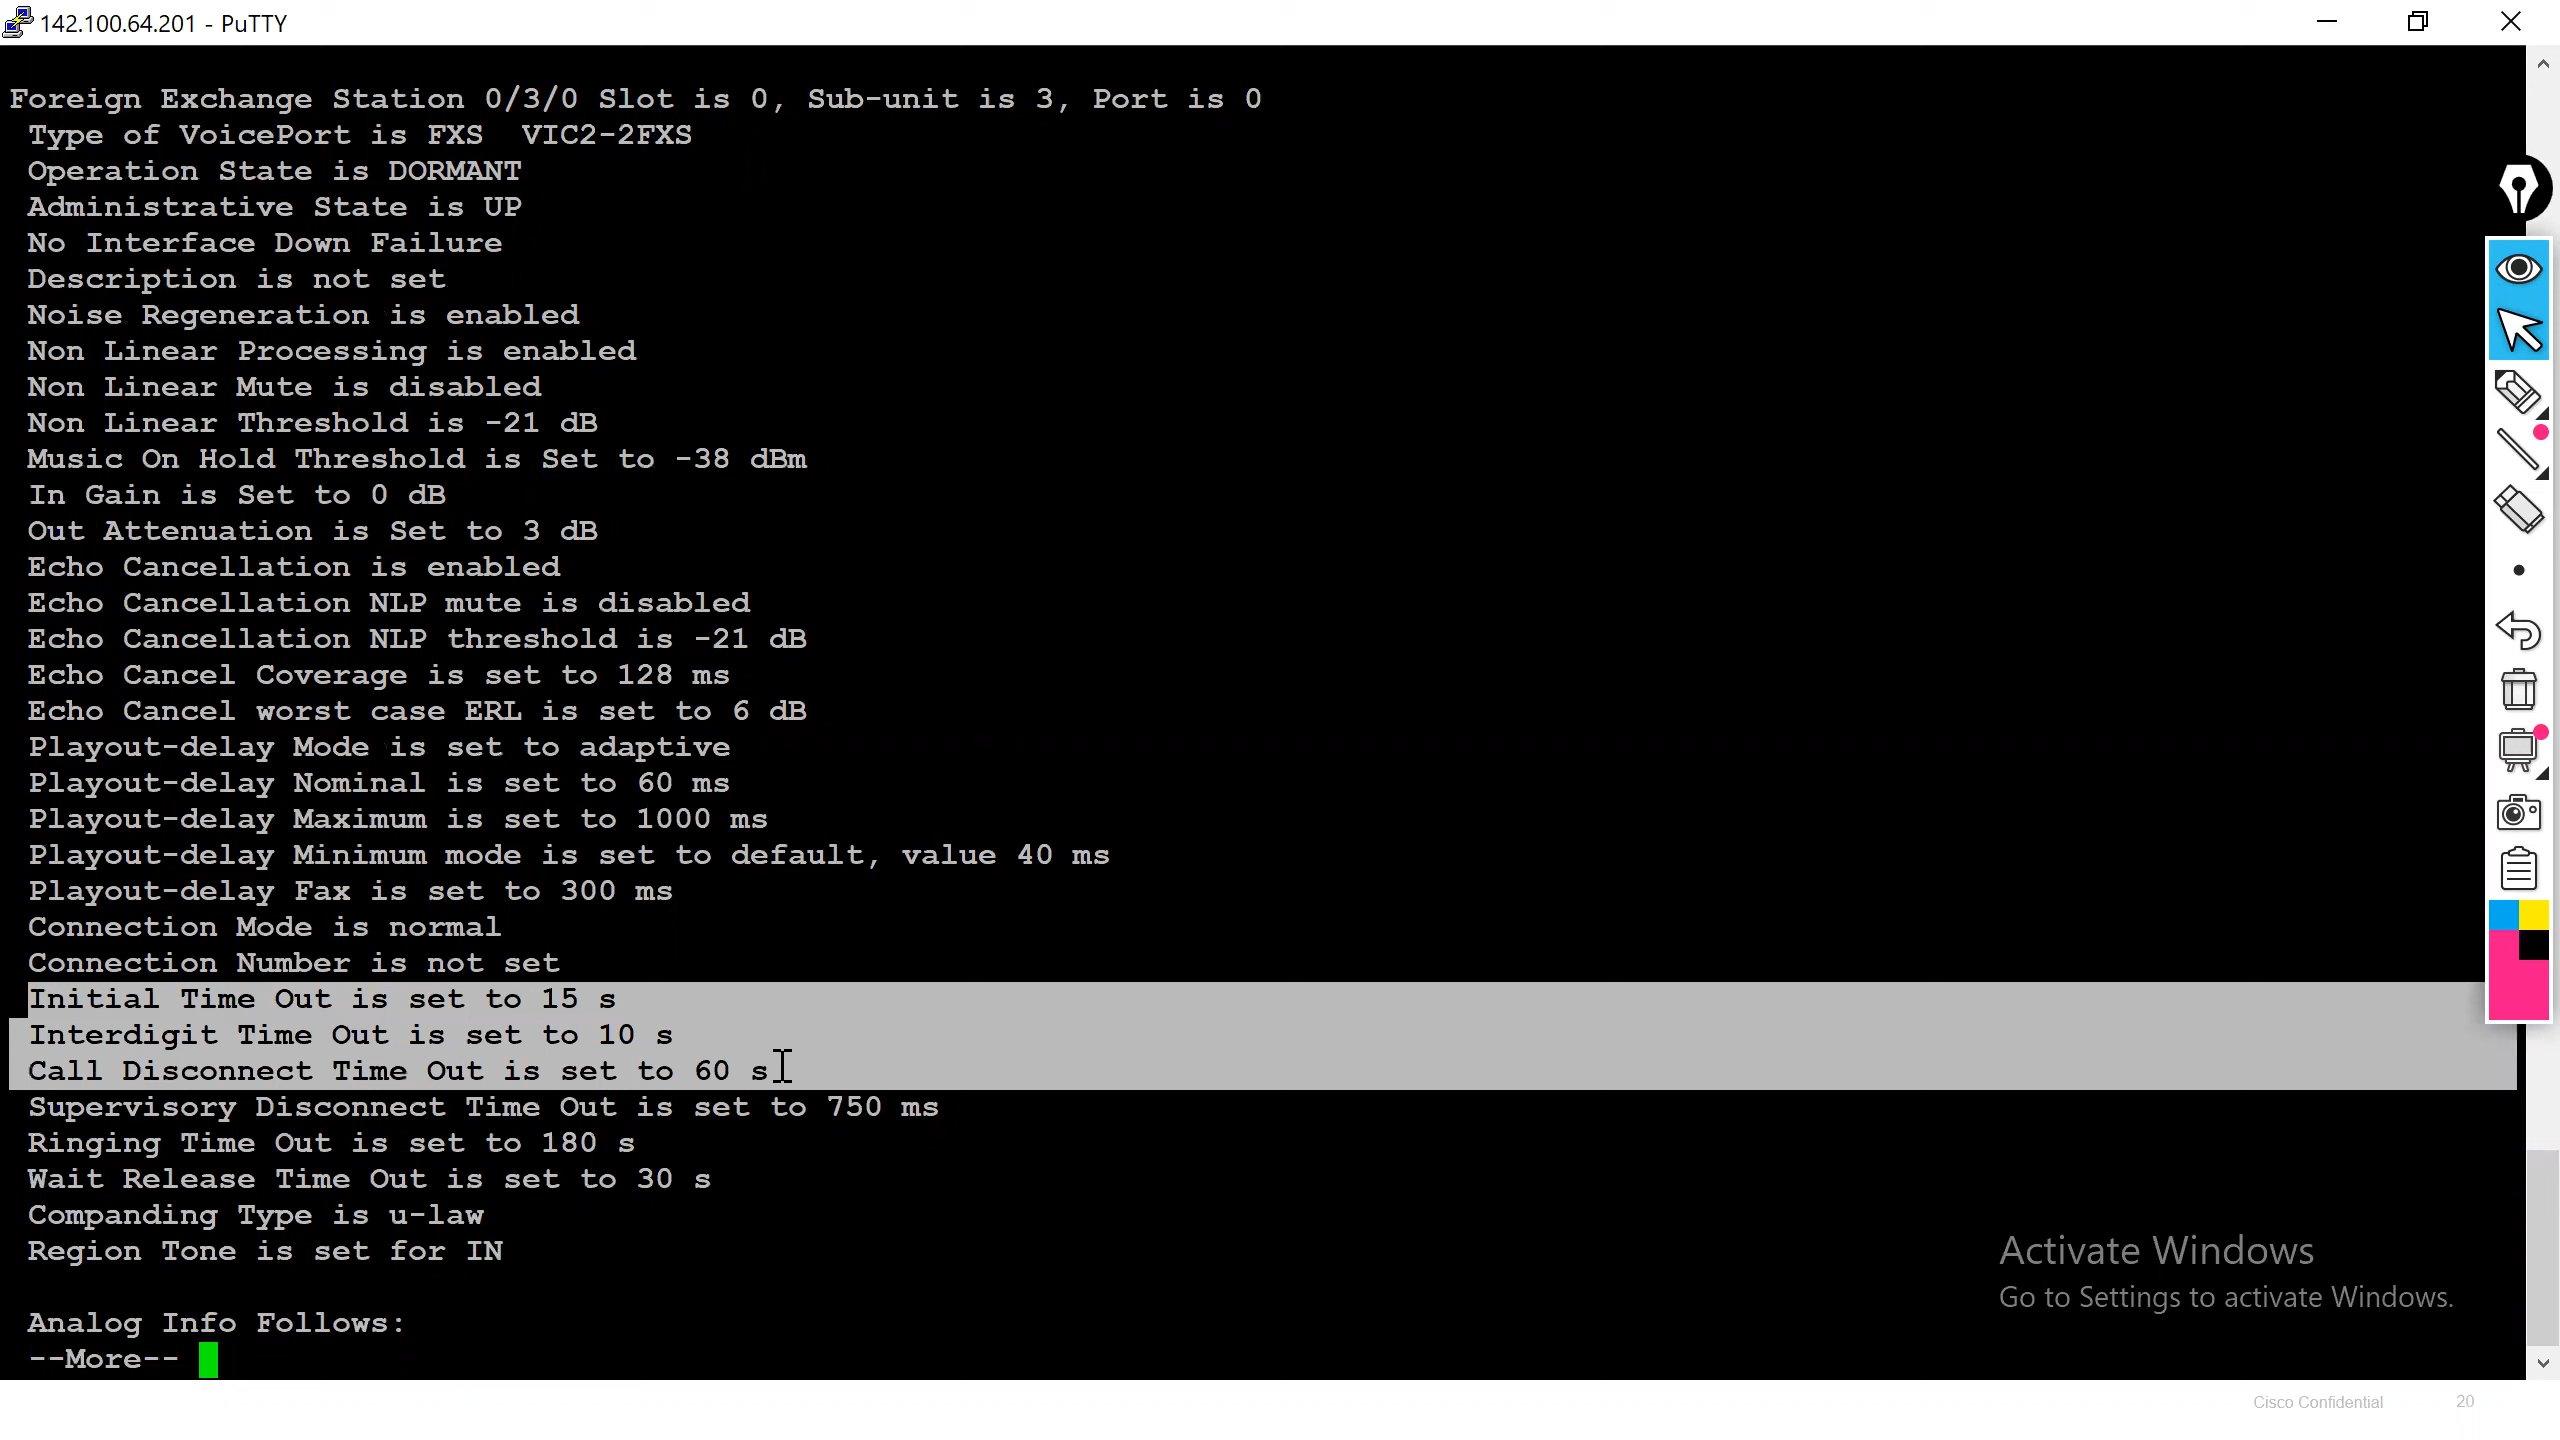 142.100.64.201 - PuTTY
Foreign Exchange Station 0/3/0 Slot is 0, Sub-unit is 3, Port is 0
Type of VoicePort is FXS  VIC2-2FXS
Operation State is DORMANT
Administrative State is UP
No Interface Down Failure
Description is not set
Noise Regeneration is enabled
Non Linear Processing is enabled
Non Linear Mute is disabled
Non Linear Threshold is -21 dB
Music On Hold Threshold is Set to -38 dBm
In Gain is Set to 0 dB
Out Attenuation is Set to 3 dB
Echo Cancellation is enabled
Echo Cancellation NLP mute is disabled
Echo Cancellation NLP threshold is -21 dB
Echo Cancel Coverage is set to 128 ms
Echo Cancel worst case ERL is set to 6 dB
Playout-delay Mode is set to adaptive
Playout-delay Nominal is set to 60 ms
Playout-delay Maximum is set to 1000 ms
Playout-delay Minimum mode is set to default, value 40 ms
Playout-delay Fax is set to 300 ms
Connection Mode is normal
Connection Number is not set
Initial Time Out is set to 15 s
Interdigit Time Out is set to 10 s
Call Disconnect Time Out is set to 60 s
Supervisory Disconnect Time Out is set to 750 ms
Ringing Time Out is set to 180 s
Wait Release Time Out is set to 30 s
Companding Type is u-law
Region Tone is set for IN
Analog Info Follows:
--More--
Activate Windows
Go to Settings to activate Windows.
Cisco Confidential 20